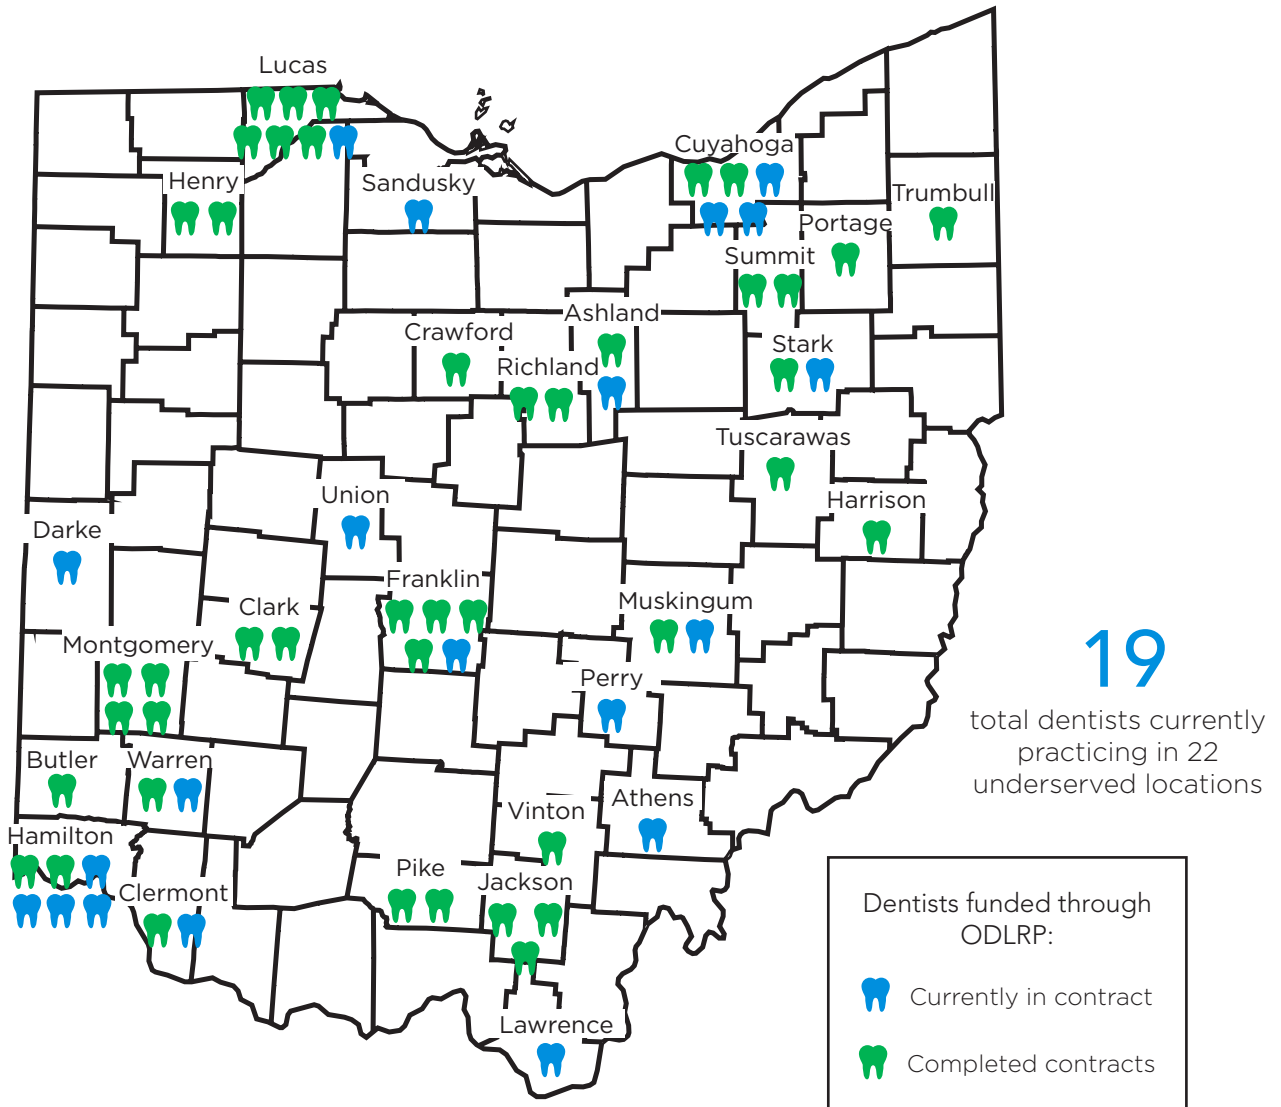 Lucas
Cuyahoga
Henry
Sandusky
Trumbull
Portage
Summit
Ashland
Crawford
Stark
Richland
Tuscarawas
Union
Harrison
Darke
Franklin
Muskingum
Clark
Montgomery
Perry
Butler
Warren
Athens
Vinton
Hamilton
Pike
Jackson
Clermont
Lawrence
19
total dentists currently
practicing in 22
underserved locations
Dentists funded through
ODLRP:
Currently in contract
Completed contracts